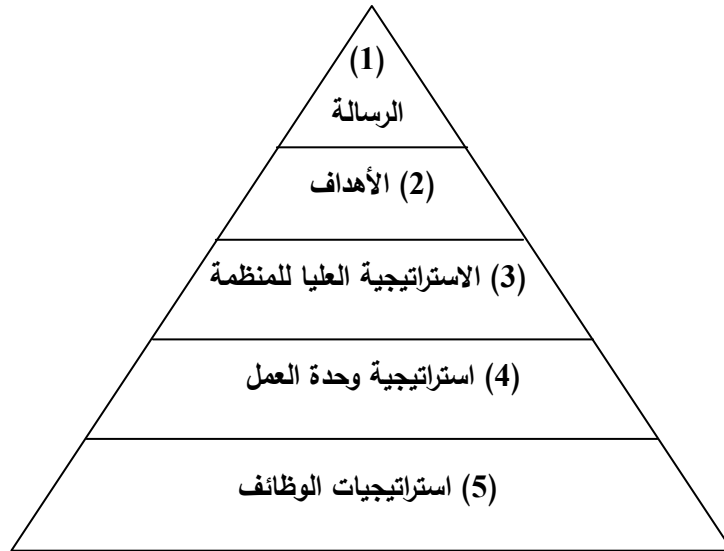 (1)
الرسالة
(2) الأهداف
(3) الاستراتيجية العليا للمنظمة
(4) استراتيجية وحدة العمل
(5) استراتيجيات الوظائف